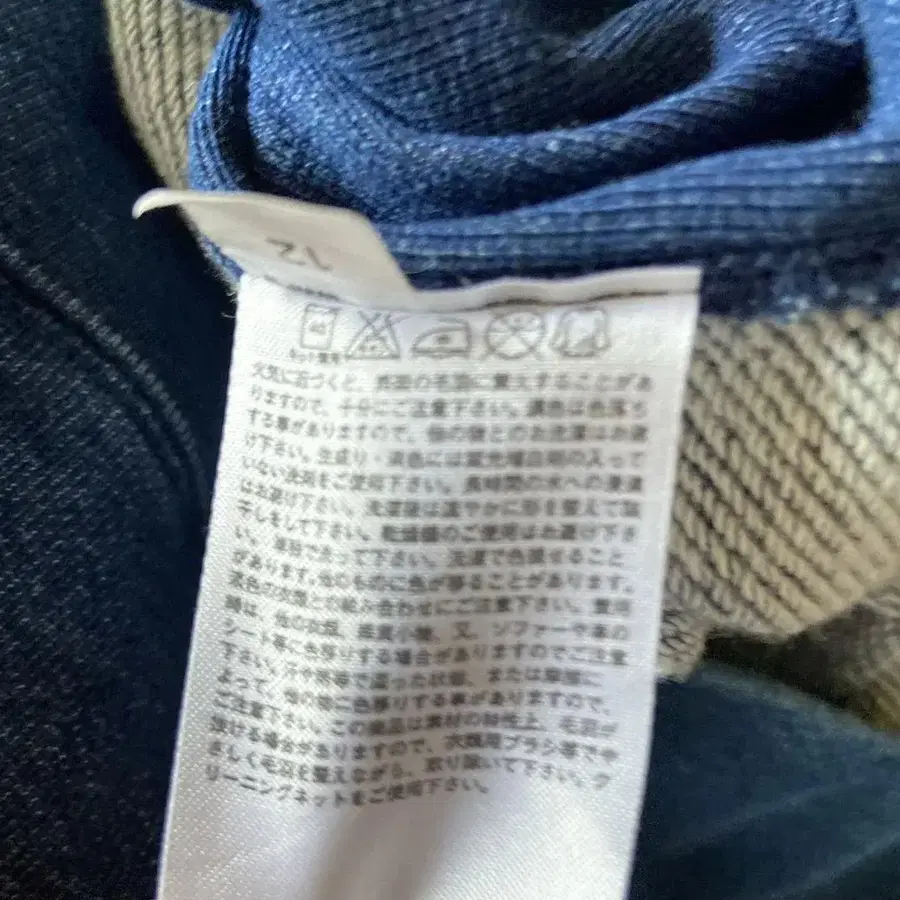 12
40
ネット使用
火気に近づくと、表面の毛羽に震えすることがあ
りますので、十分にご注意下さい。濃色は色落ち
する事がありますので、他の物とのお洗濯はお避
け下さい。生成り・淡色には蛍光増白剤の入って
いない洗剤をご使用下さい。長時間の水への浸漬
はお避け下さい。洗濯後は速やかに形を整えて陰
干しをして下さい。乾燥機のご使用はお避け下さ
い。単独であって下さい。洗濯で色褪せること
があります。他のものに色が移ることがあります。
淡色の衣類との組み合わせにご注意下さい。着用
時は、他の衣服、服飾小物、又、ソファーや車の
シート等に色移りする場合がありますのでご注意
下さい。汗や雨等で湿った状態、または摩擦に
よって、他の物に色移りする事がありますので、
ご注意下さい。この商品は素材の特性上、毛羽が
抜ける場合がありますので、衣類用ブラシ等でや
さしく毛羽を整えながら、取り除いて下さい。ク
リーニングネットをご使用下さい。